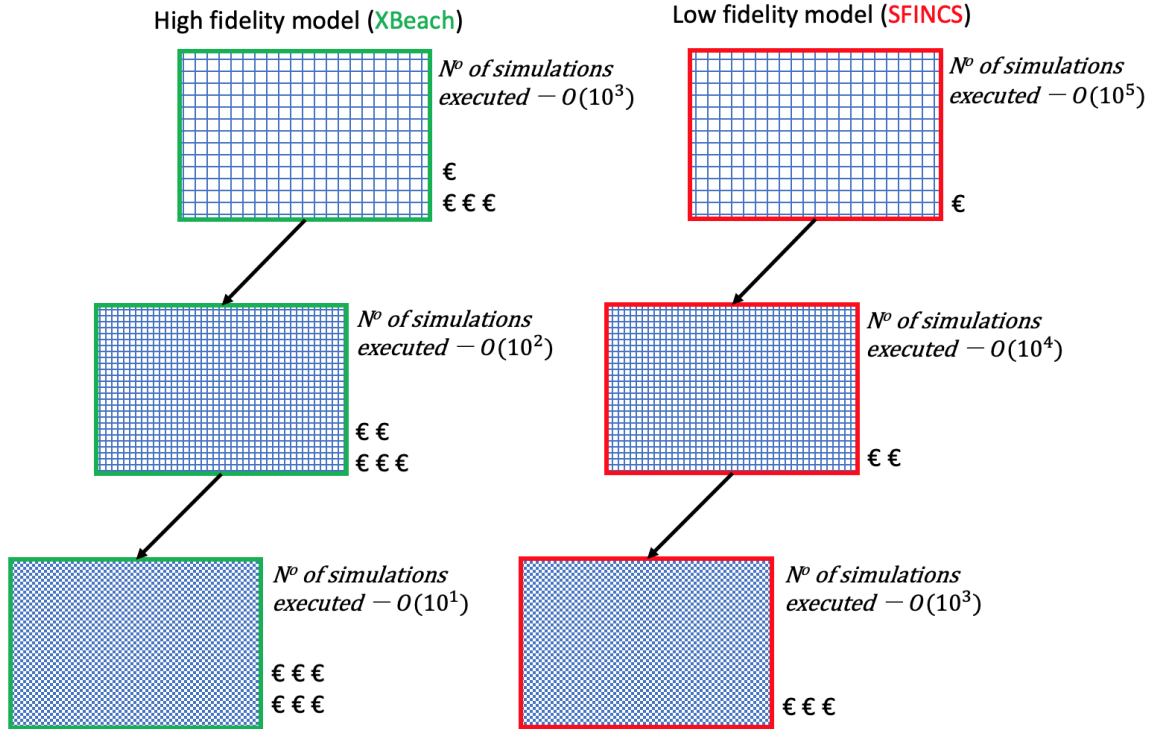 High fidelity model (XBeach)
Nº of simulations
executed − O(10³)
€
€ € €
Nº of simulations
executed − O(10²)
€ €
€ € €
Nº of simulations
executed − O(10¹)
€ € €
€ € €
Low fidelity model (SFINCS)
Nº of simulations
executed − O(10⁵)
€
Nº of simulations
executed − O(10⁴)
€ €
Nº of simulations
executed − O(10³)
€ € €